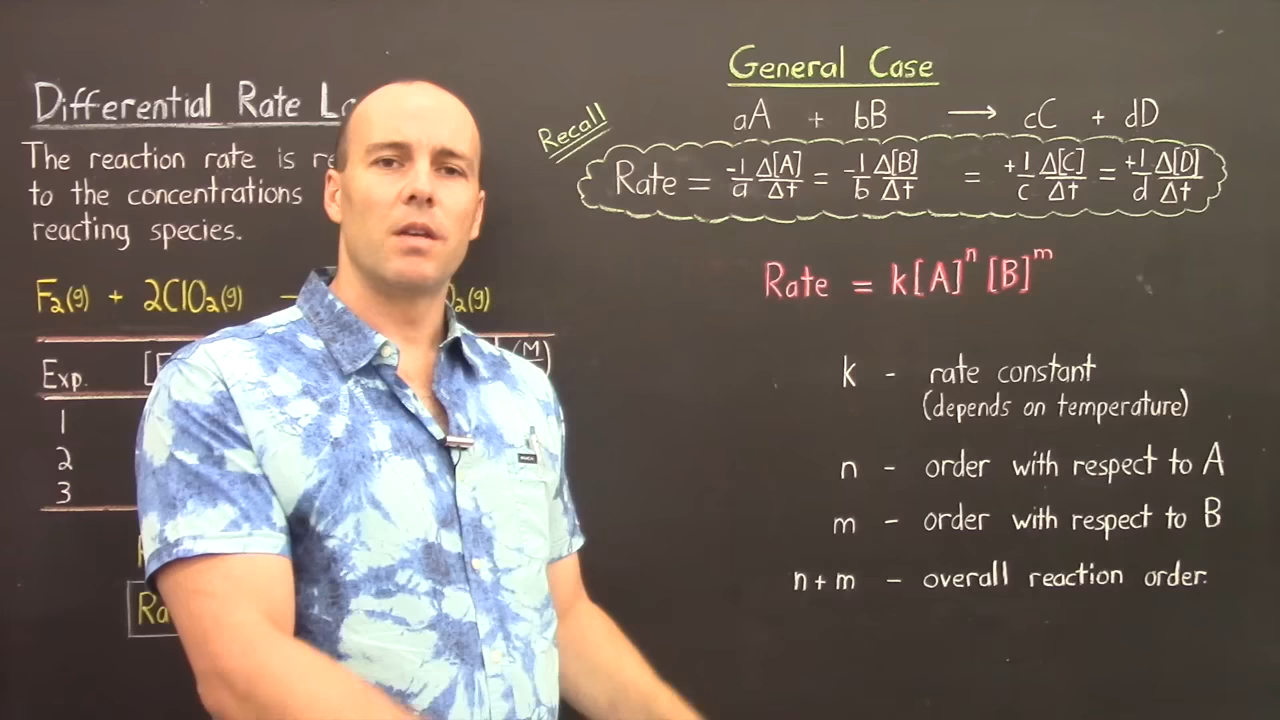 Differential Rate
The reaction rate is
to the concentrations
reacting species.
F₂(g) + 2ClO₂(g) O₂(g)
Exp.
1
2
3
General Case
Recall
aA + bB → cC + dD
Rate = -1/a Δ[A]/Δt = -1/b Δ[B]/Δt = +1/c Δ[C]/Δt = +1/d Δ[D]/Δt
Rate = k[A]ⁿ[B]ᵐ
k - rate constant
(depends on temperature)
n - order with respect to A
m - order with respect to B
n + m - overall reaction order.